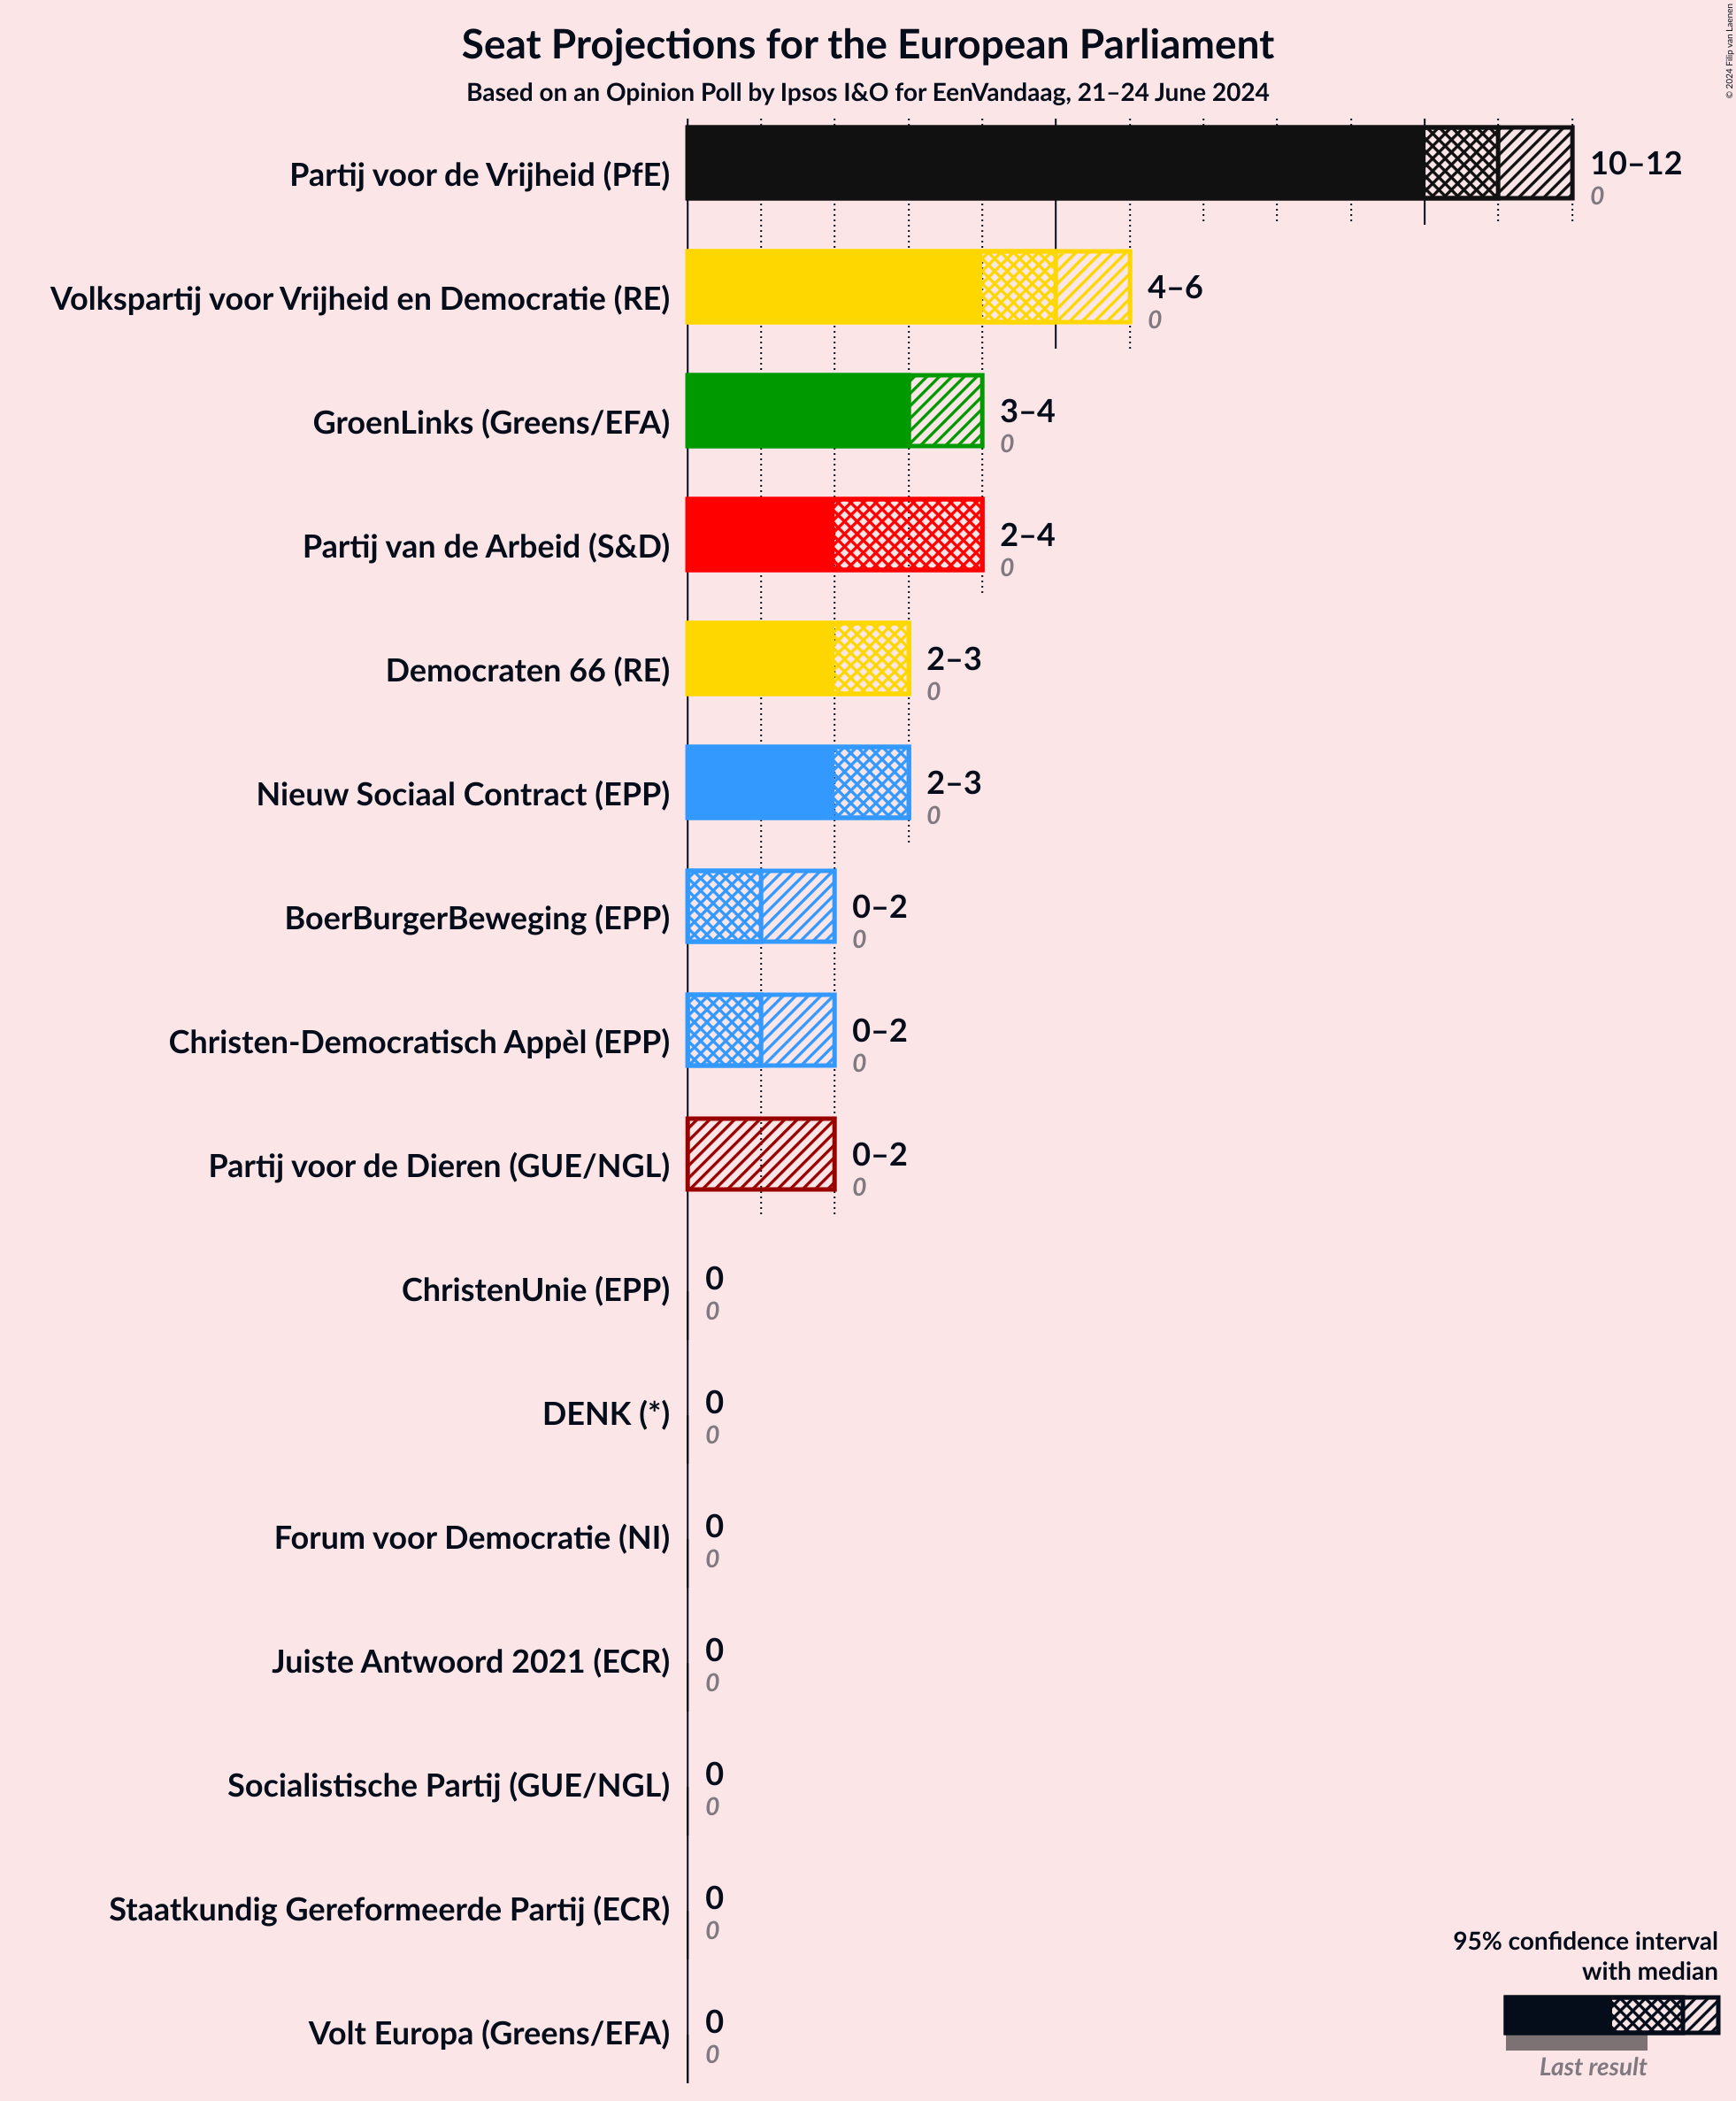 Seat Projections for the European Parliament
Based on an Opinion Poll by Ipsos I&O for EenVandaag, 21–24 June 2024
© 2024 Filip van Laenen
Partij voor de Vrijheid (PfE)
10–12
0
Volkspartij voor Vrijheid en Democratie (RE)
4–6
0
GroenLinks (Greens/EFA)
3–4
0
Partij van de Arbeid (S&D)
2–4
0
Democraten 66 (RE)
2–3
0
Nieuw Sociaal Contract (EPP)
2–3
0
BoerBurgerBeweging (EPP)
0–2
0
Christen-Democratisch Appèl (EPP)
0–2
0
Partij voor de Dieren (GUE/NGL)
0–2
0
ChristenUnie (EPP)
0
0
DENK (*)
0
0
Forum voor Democratie (NI)
0
0
Juiste Antwoord 2021 (ECR)
0
0
Socialistische Partij (GUE/NGL)
0
0
Staatkundig Gereformeerde Partij (ECR)
0
0
Volt Europa (Greens/EFA)
0
0
95% confidence interval
with median
Last result